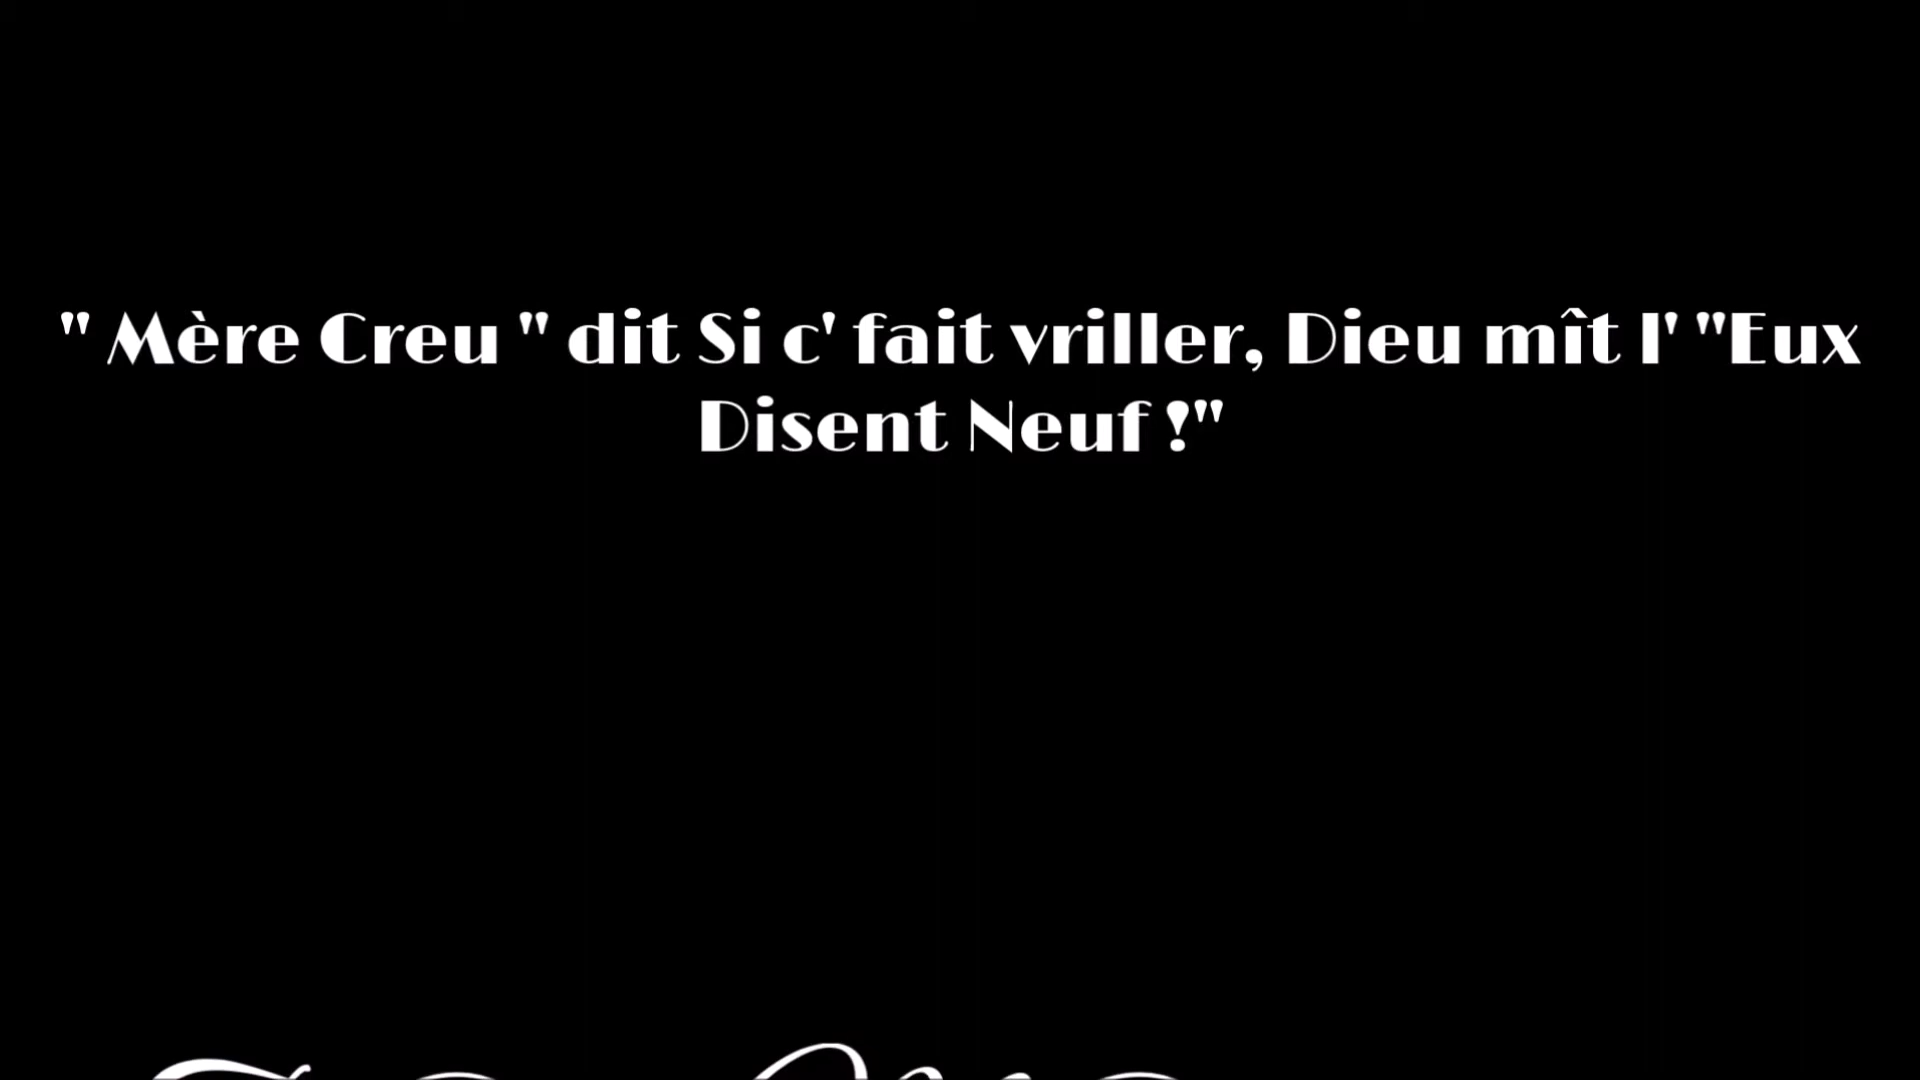 " Mère Creu " dit Si c' fait vriller, Dieu mît l' "Eux
Disent Neuf !"